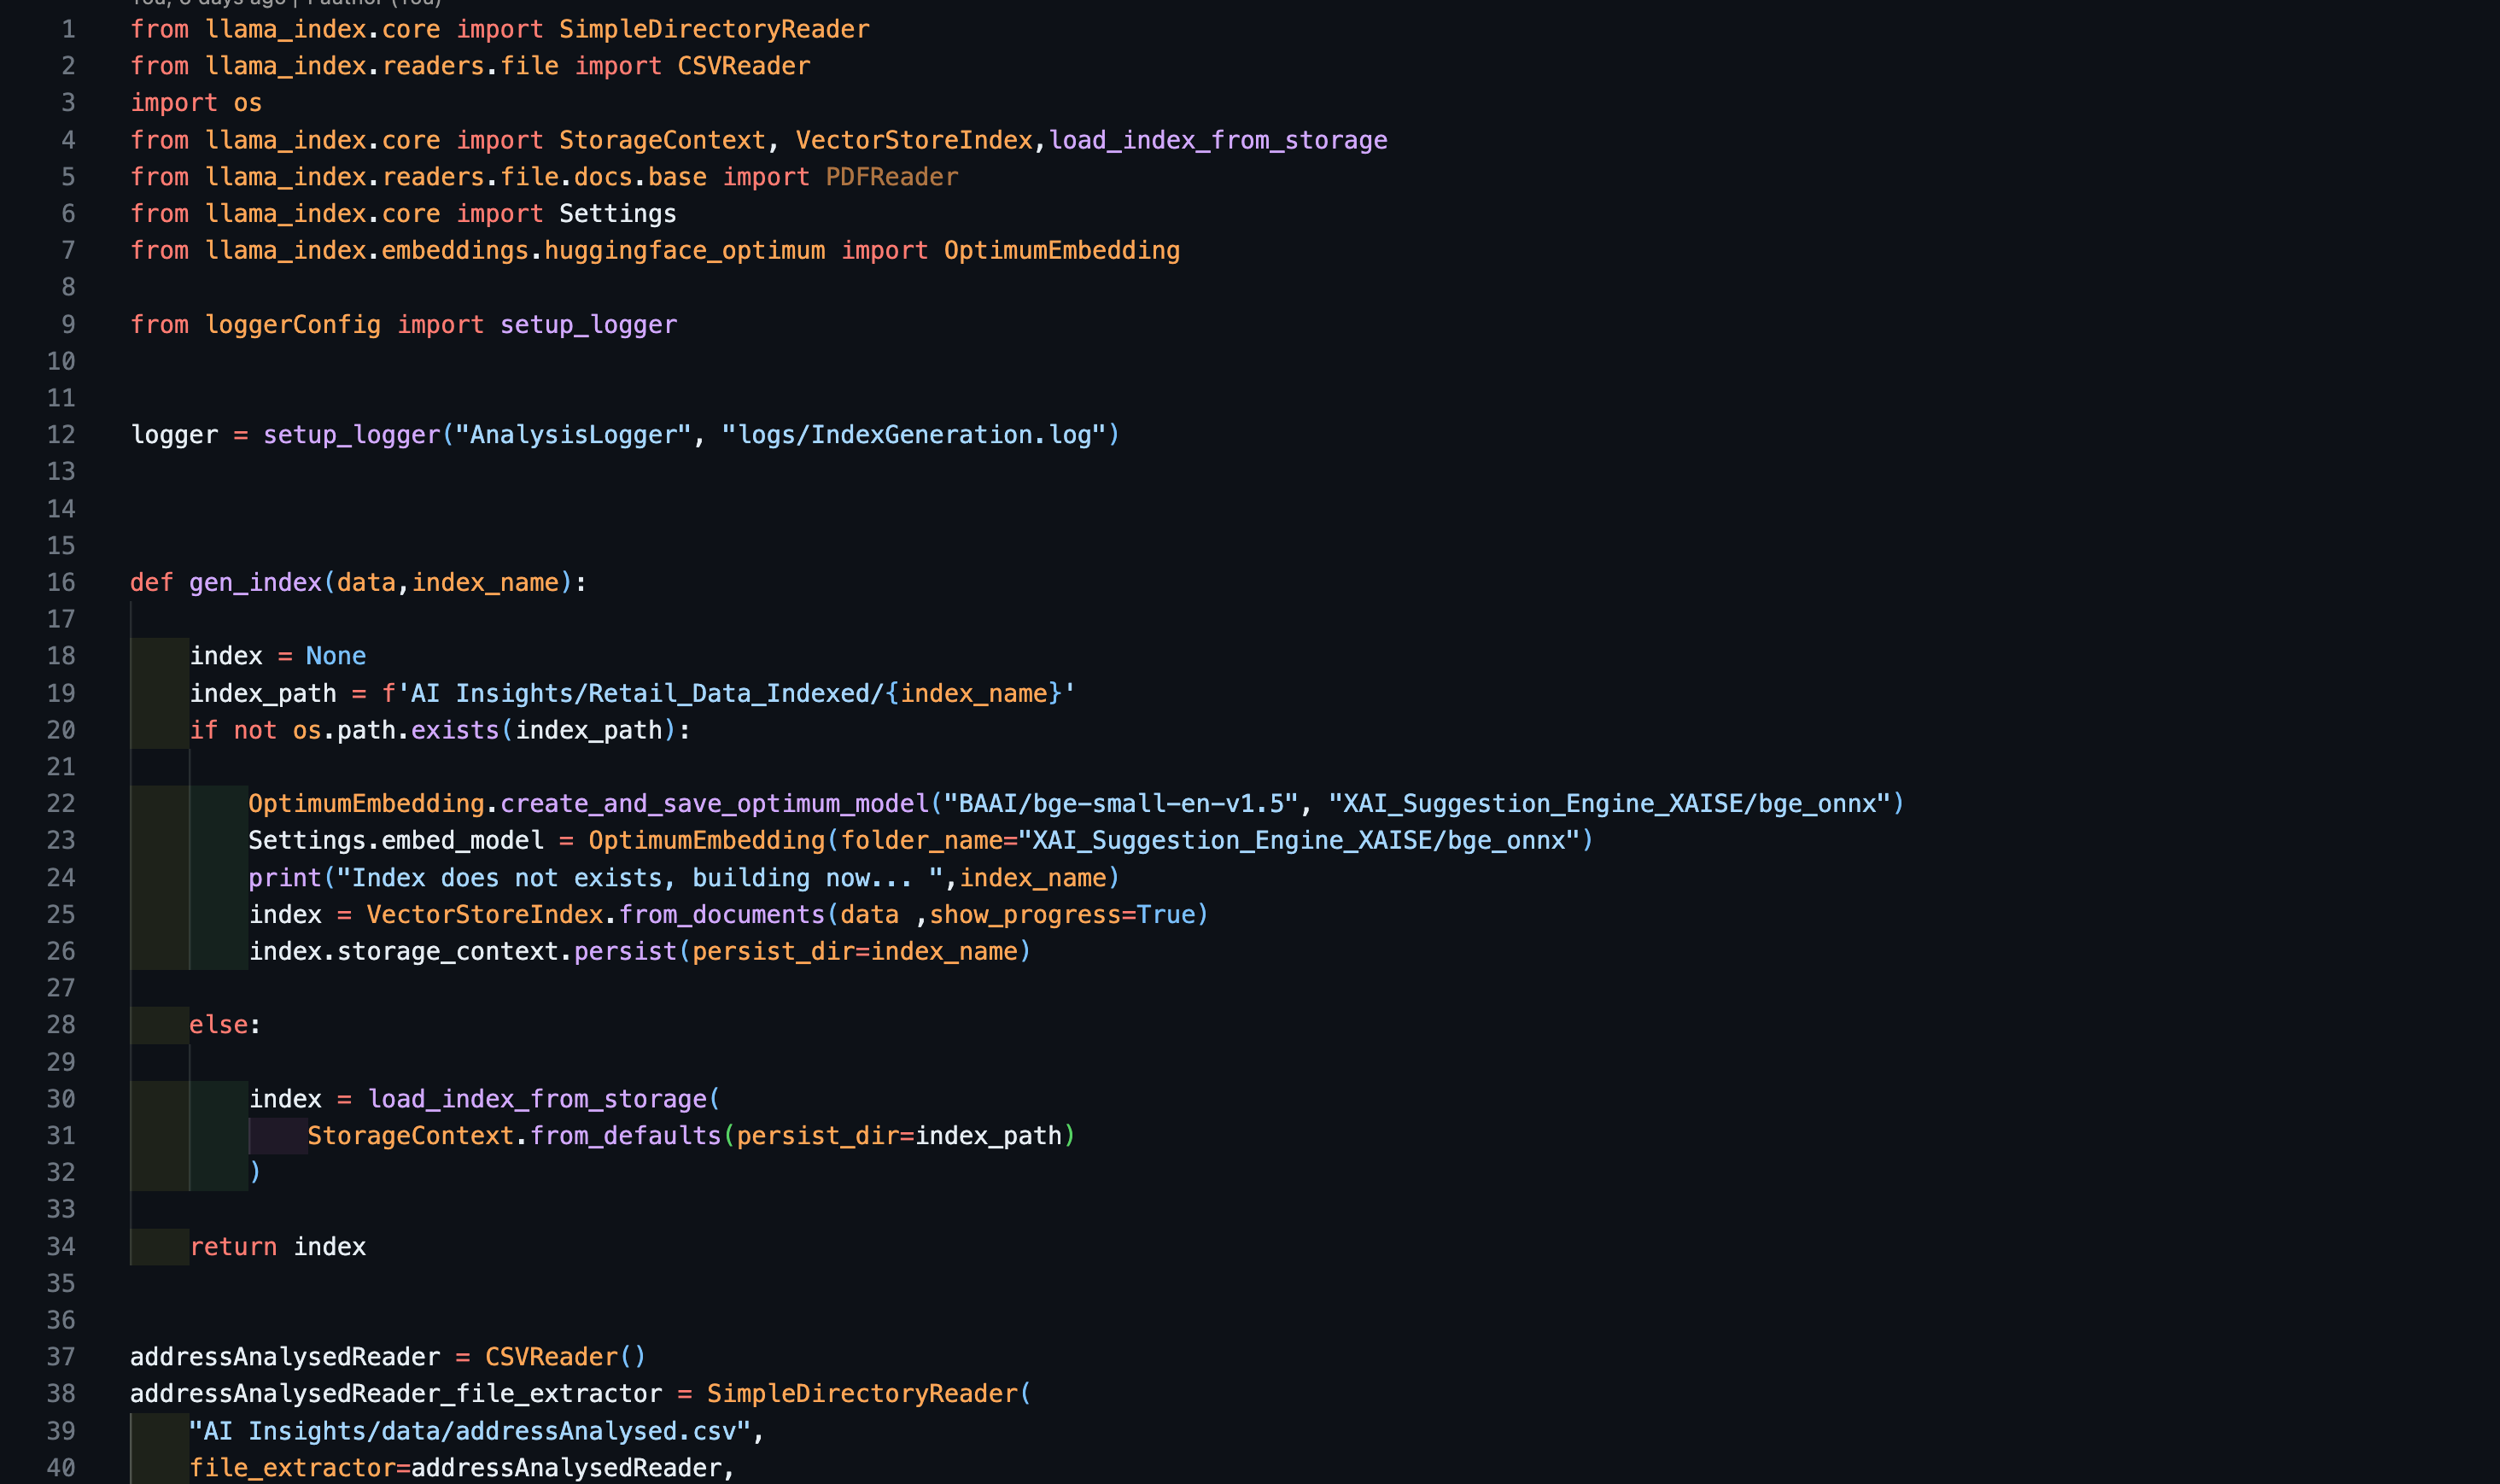 You, 6 days ago | 1 author (You)
1 from llama_index.core import SimpleDirectoryReader
2 from llama_index.readers.file import CSVReader
3 import os
4 from llama_index.core import StorageContext, VectorStoreIndex,load_index_from_storage
5 from llama_index.readers.file.docs.base import PDFReader
6 from llama_index.core import Settings
7 from llama_index.embeddings.huggingface_optimum import OptimumEmbedding
8
9 from loggerConfig import setup_logger
10
11
12 logger = setup_logger("AnalysisLogger", "logs/IndexGeneration.log")
13
14
15
16 def gen_index(data,index_name):
17
18     index = None
19     index_path = f'AI Insights/Retail_Data_Indexed/{index_name}'
20     if not os.path.exists(index_path):
21
22         OptimumEmbedding.create_and_save_optimum_model("BAAI/bge-small-en-v1.5", "XAI_Suggestion_Engine_XAISE/bge_onnx")
23         Settings.embed_model = OptimumEmbedding(folder_name="XAI_Suggestion_Engine_XAISE/bge_onnx")
24         print("Index does not exists, building now... ",index_name)
25         index = VectorStoreIndex.from_documents(data ,show_progress=True)
26         index.storage_context.persist(persist_dir=index_name)
27
28     else:
29
30         index = load_index_from_storage(
31             StorageContext.from_defaults(persist_dir=index_path)
32         )
33
34     return index
35
36
37 addressAnalysedReader = CSVReader()
38 addressAnalysedReader_file_extractor = SimpleDirectoryReader(
39     "AI Insights/data/addressAnalysed.csv",
40     file_extractor=addressAnalysedReader,